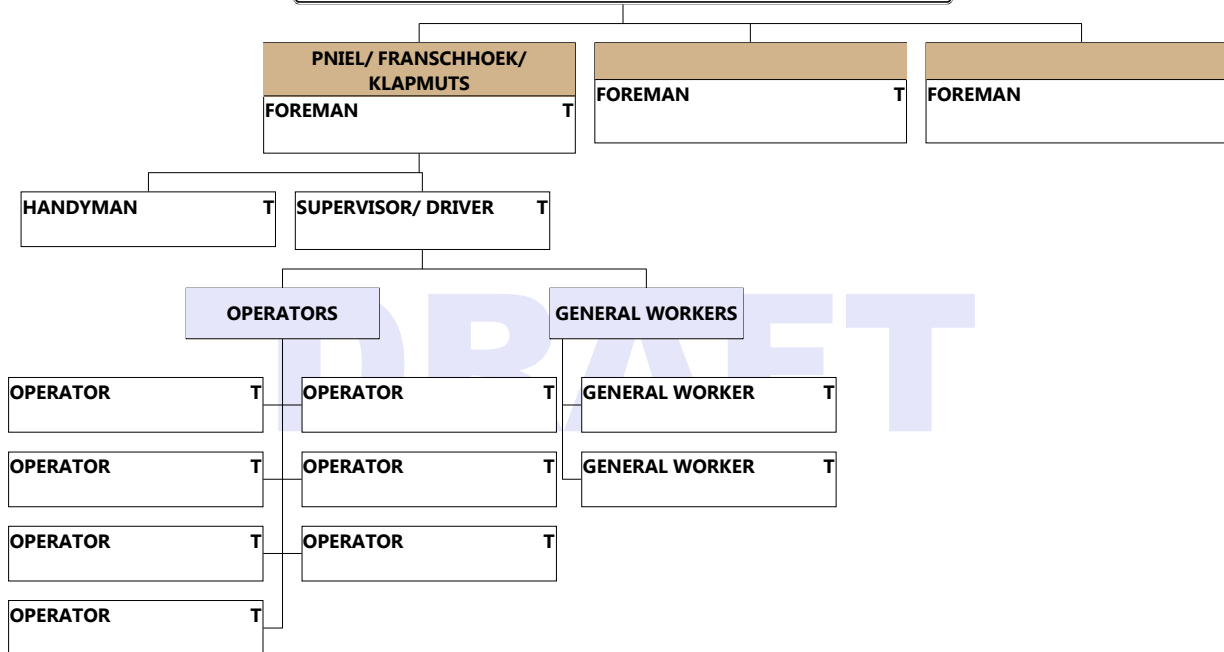 PNIEL/ FRANSCHHOEK/
KLAPMUTS
FOREMAN T
FOREMAN T
FOREMAN
HANDYMAN T
SUPERVISOR/ DRIVER T
OPERATORS
GENERAL WORKERS
DRAFT
OPERATOR T
OPERATOR T
GENERAL WORKER T
OPERATOR T
OPERATOR T
GENERAL WORKER T
OPERATOR T
OPERATOR T
OPERATOR T